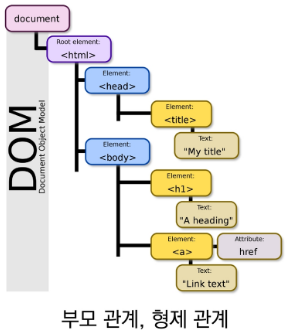 document
Root element:
<html>
Element:
<head>
Element:
<title>
Text:
"My title"
Element:
<body>
Element:
<h1>
Text:
"A heading"
Element:
<a>
Attribute:
href
Text:
"Link text"
DOM
Document Object Model
부모 관계, 형제 관계